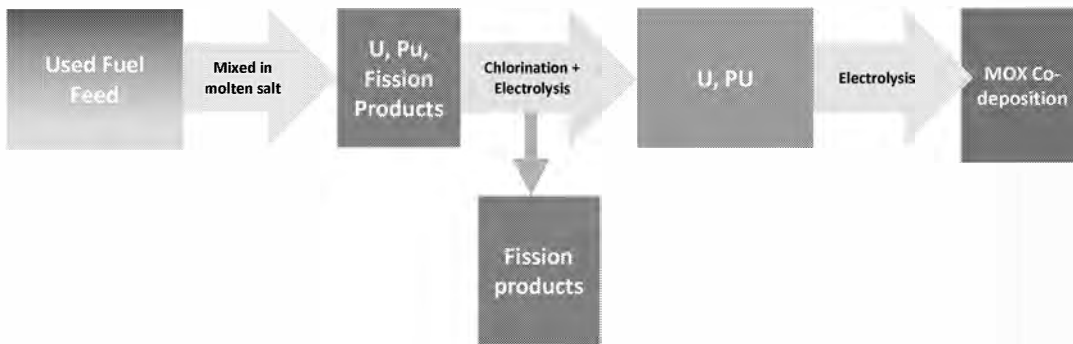 Used Fuel
Feed
Mixed in
molten salt
U, Pu,
Fission
Products
Chlorination +
Electrolysis
U, PU
Electrolysis
MOX Co-
deposition
Fission
products